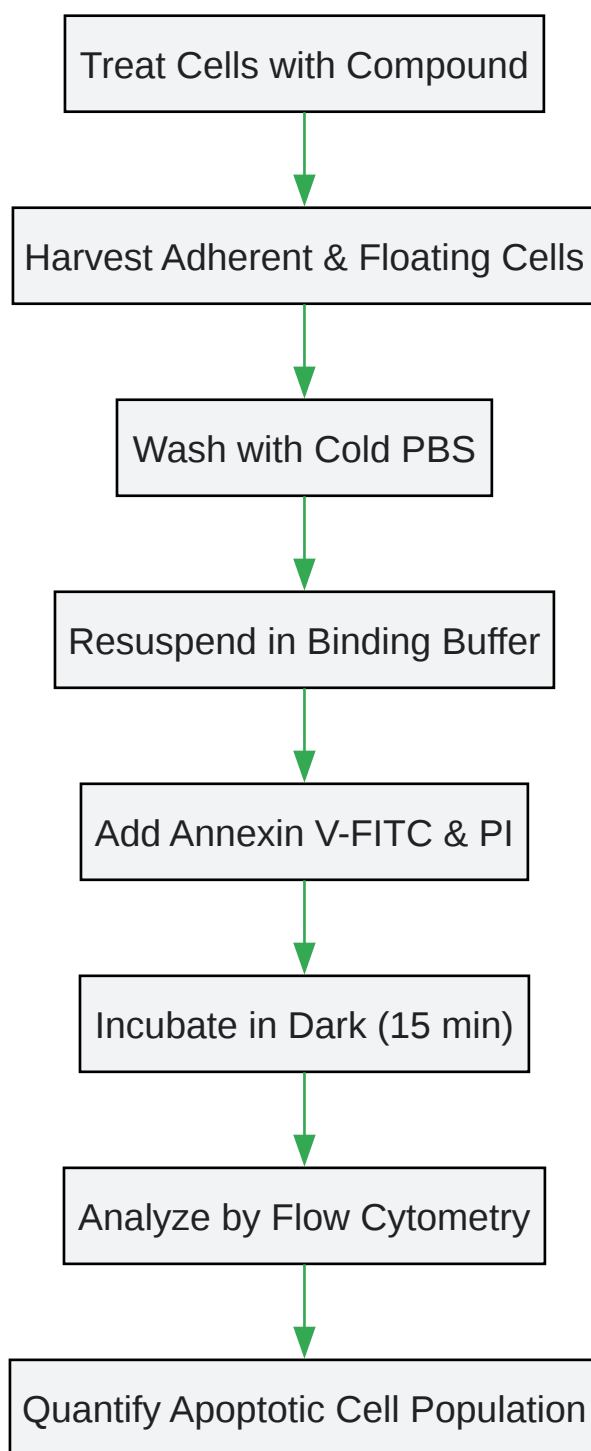 Treat Cells with Compound
Harvest Adherent & Floating Cells
Wash with Cold PBS
Resuspend in Binding Buffer
Add Annexin V-FITC & PI
Incubate in Dark (15 min)
Analyze by Flow Cytometry
Quantify Apoptotic Cell Population